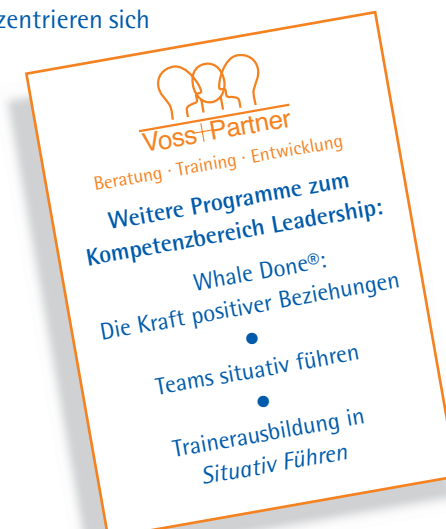 zentrieren sich
Voss+Partner
Beratung · Training · Entwicklung
Weitere Programme zum
Kompetenzbereich Leadership:
Whale Done®:
Die Kraft positiver Beziehungen
•
Teams situativ führen
•
Trainerausbildung in
Situativ Führen